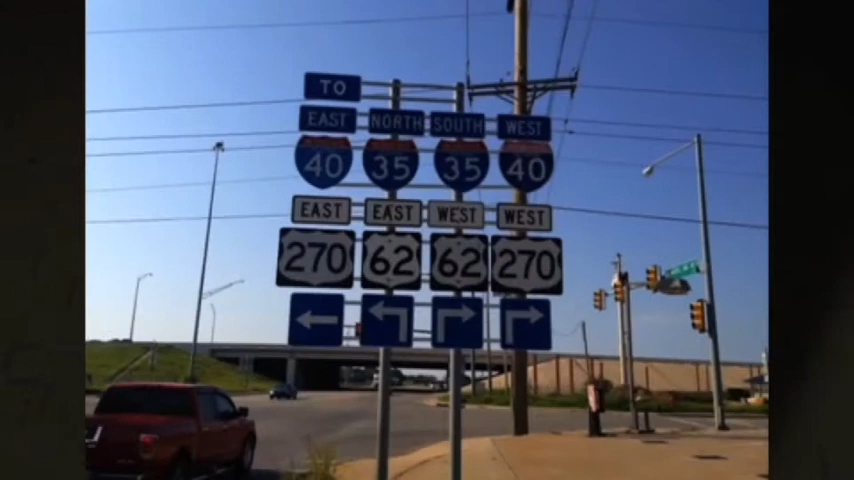 TO
EAST NORTH SOUTH WEST
40 35 35 40
EAST EAST WEST WEST
270 62 62 270